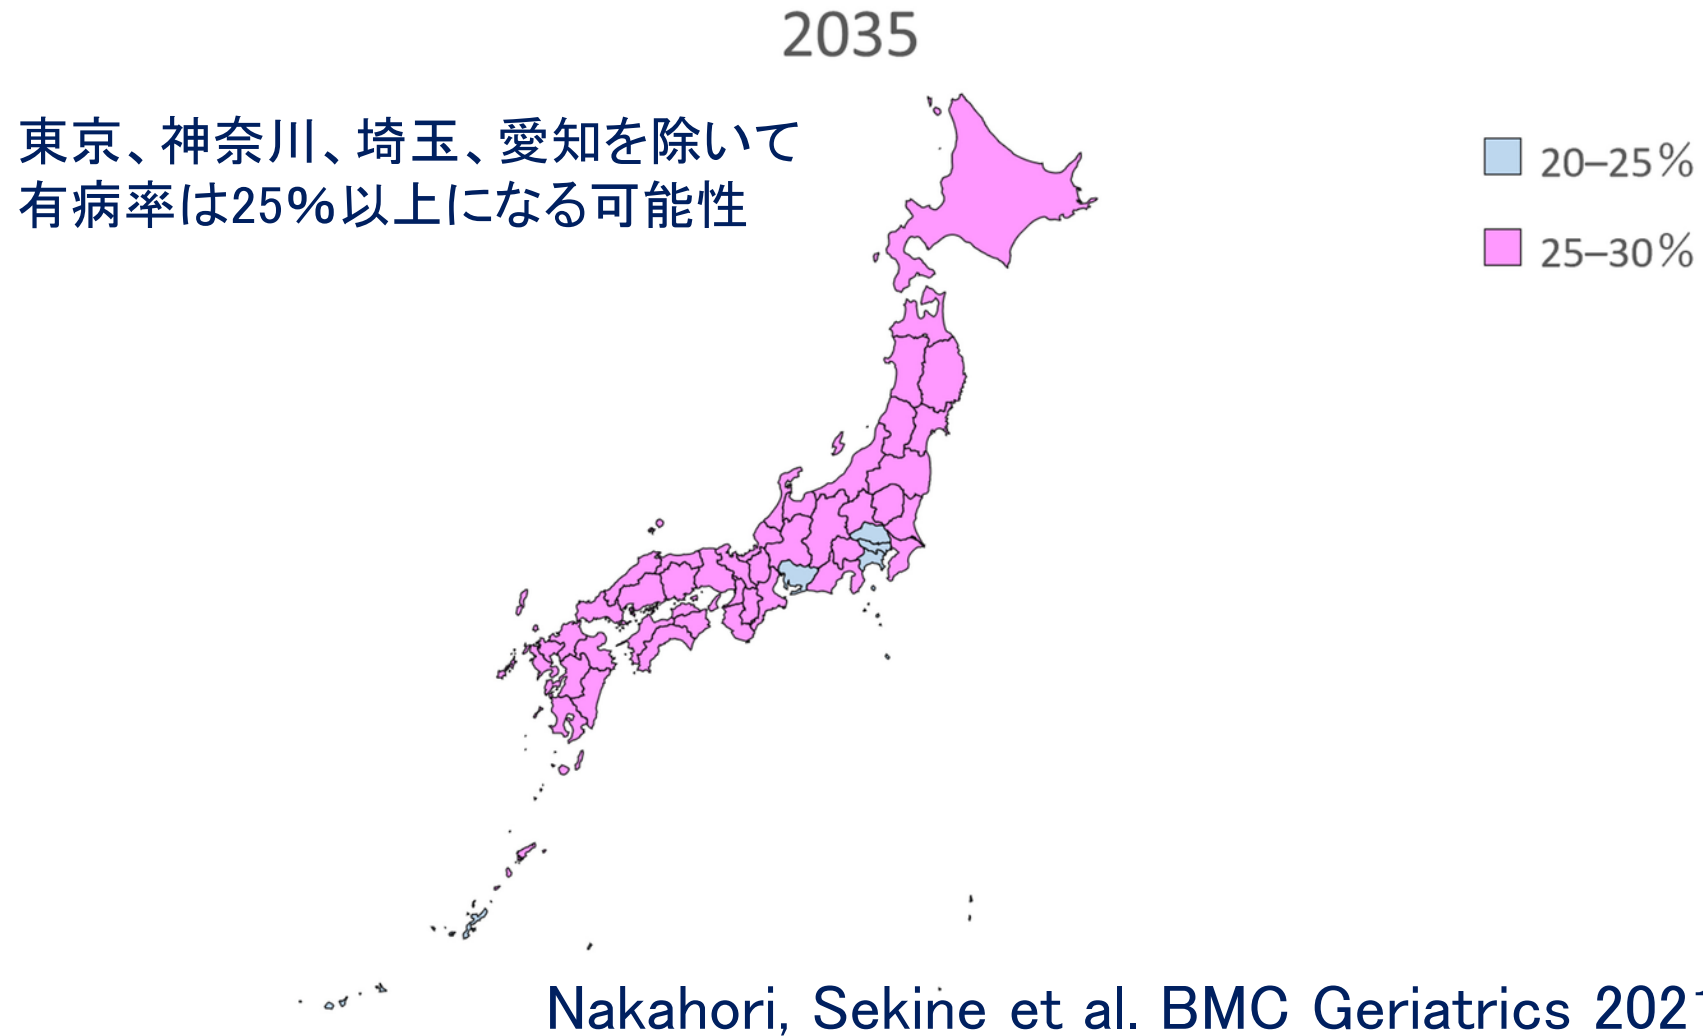 2035
東京、神奈川、埼玉、愛知を除いて
有病率は25%以上になる可能性
20–25%
25–30%
Nakahori, Sekine et al. BMC Geriatrics 2021